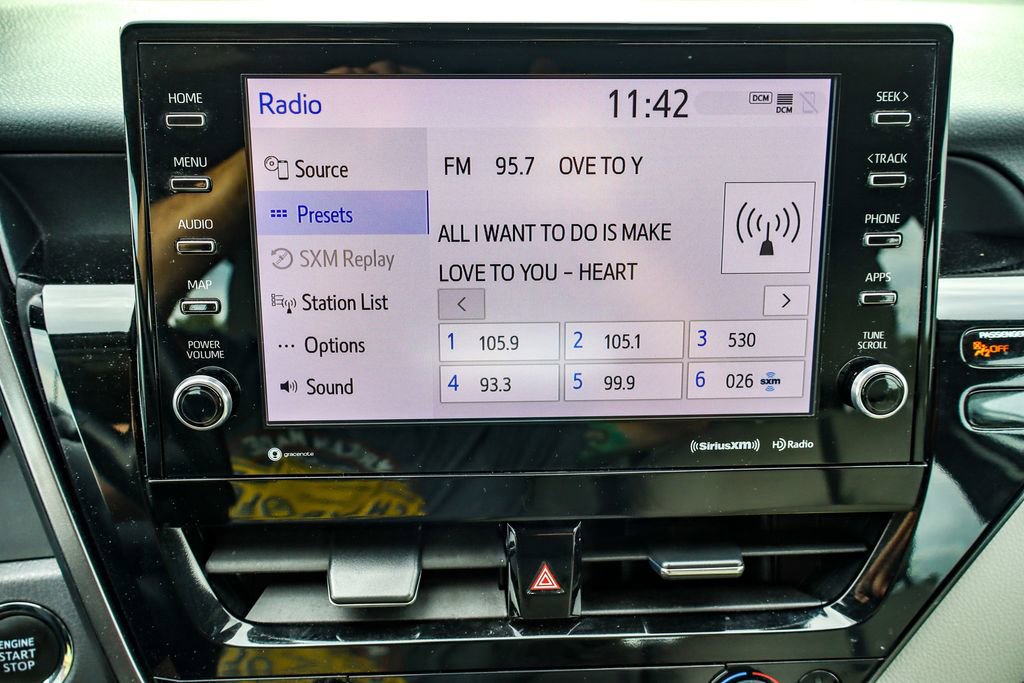 HOME
MENU
AUDIO
MAP
POWER
VOLUME
Radio
11:42
DCM
DCM
Source
Presets
SXM Replay
Station List
Options
Sound
FM 95.7 OVE TO Y
ALL I WANT TO DO IS MAKE
LOVE TO YOU – HEART
< >
1 105.9
2 105.1
3 530
4 93.3
5 99.9
6 026 sxm
SEEK >
< TRACK
PHONE
APPS
TUNE
SCROLL
gracenote
((SiriusXM))
HD Radio
PASSENGER
OFF
ENGINE
START
STOP